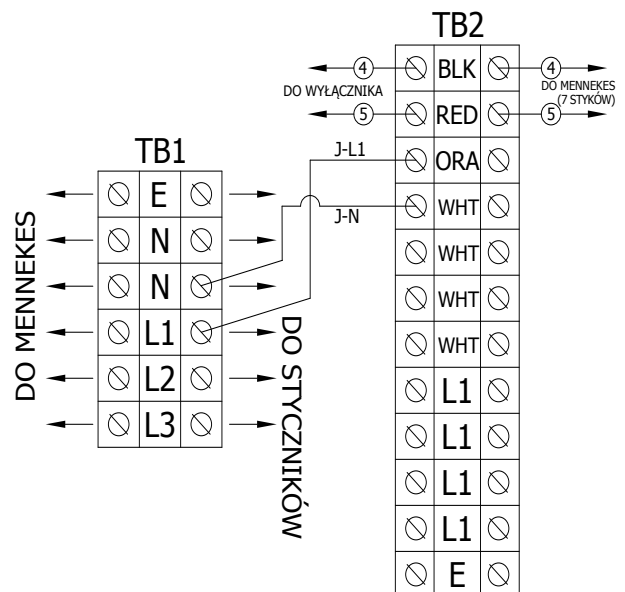 TB2
4 BLK 4
DO WYŁĄCZNIKA
DO MENNEKES
(7 STYKÓW)
5 RED 5
J-L1
ORA
TB1
E
J-N
WHT
N
WHT
N
WHT
L1
WHT
L2
L1
L3
L1
L1
L1
E
DO MENNEKES
DO STYCZNIKÓW